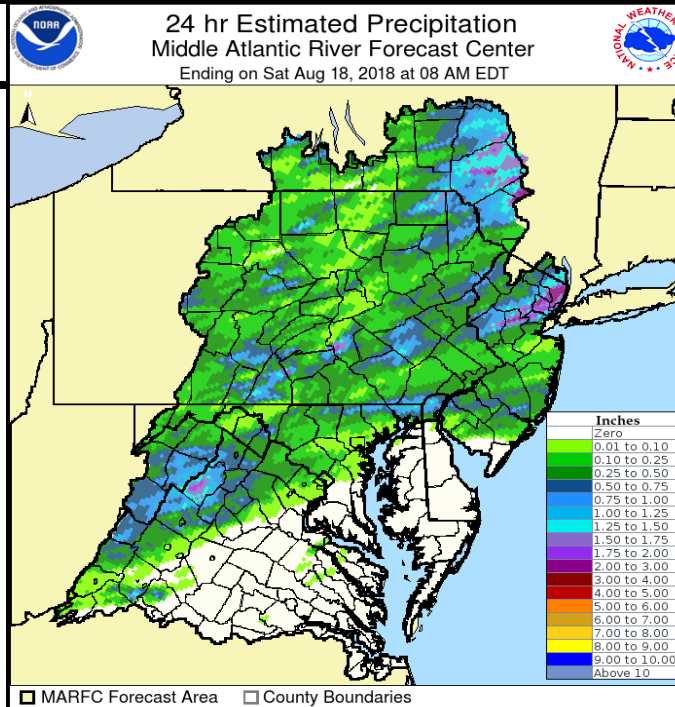 24 hr Estimated Precipitation
Middle Atlantic River Forecast Center
Ending on Sat Aug 18, 2018 at 08 AM EDT
NOAA
NATIONAL WEATHER
N
Inches
Zero
0.01 to 0.10
0.10 to 0.25
0.25 to 0.50
0.50 to 0.75
0.75 to 1.00
1.00 to 1.25
1.25 to 1.50
1.50 to 1.75
1.75 to 2.00
2.00 to 3.00
3.00 to 4.00
4.00 to 5.00
5.00 to 6.00
6.00 to 7.00
7.00 to 8.00
8.00 to 9.00
9.00 to 10.00
Above 10
MARFC Forecast Area
County Boundaries